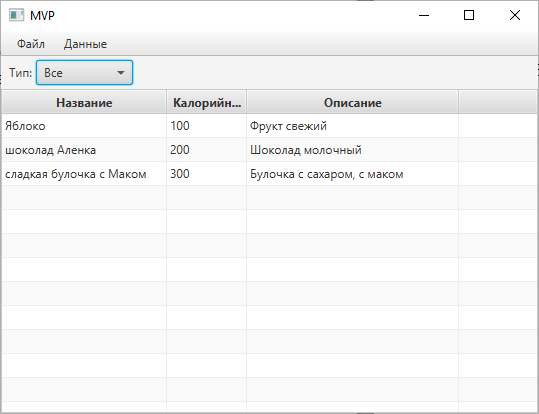 MVP
Файл Данные
Тип: Все
Название Калорийн... Описание
Яблоко 100 Фрукт свежий
шоколад Аленка 200 Шоколад молочный
сладкая булочка с Маком 300 Булочка с сахаром, с маком